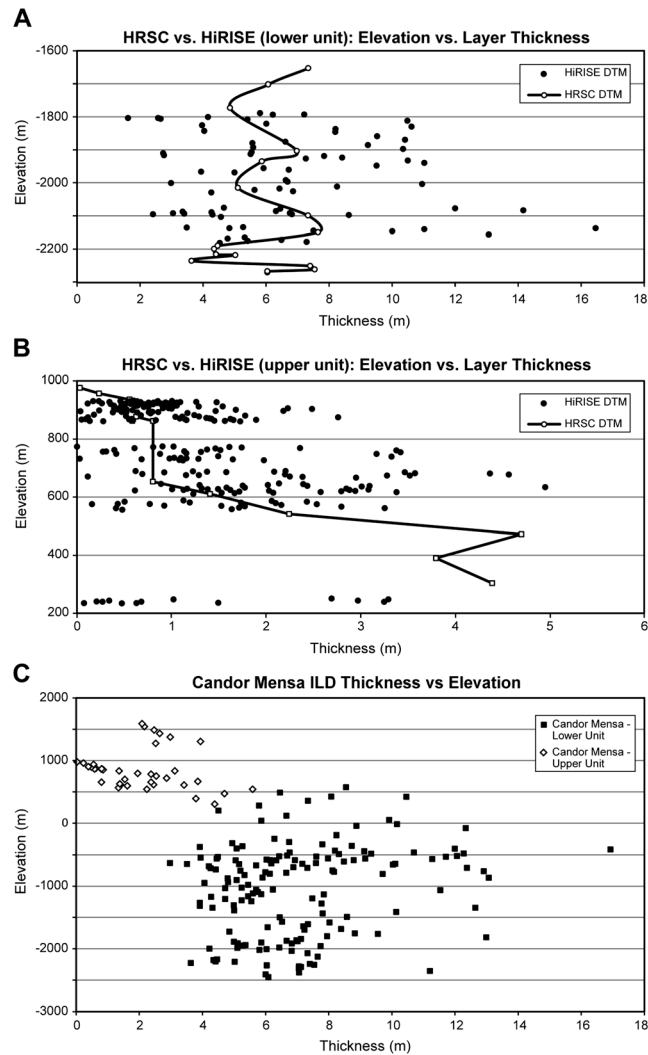 A
HRSC vs. HiRISE (lower unit): Elevation vs. Layer Thickness
-1600
-1800
-2000
-2200
Elevation (m)
HiRISE DTM
HRSC DTM
0 2 4 6 8 10 12 14 16 18
Thickness (m)
B
HRSC vs. HiRISE (upper unit): Elevation vs. Layer Thickness
1000
800
600
400
200
Elevation (m)
HiRISE DTM
HRSC DTM
0 1 2 3 4 5 6
Thickness (m)
C
Candor Mensa ILD Thickness vs Elevation
2000
1000
0
-1000
-2000
-3000
Elevation (m)
Candor Mensa -
Lower Unit
Candor Mensa -
Upper Unit
0 2 4 6 8 10 12 14 16 18
Thickness (m)